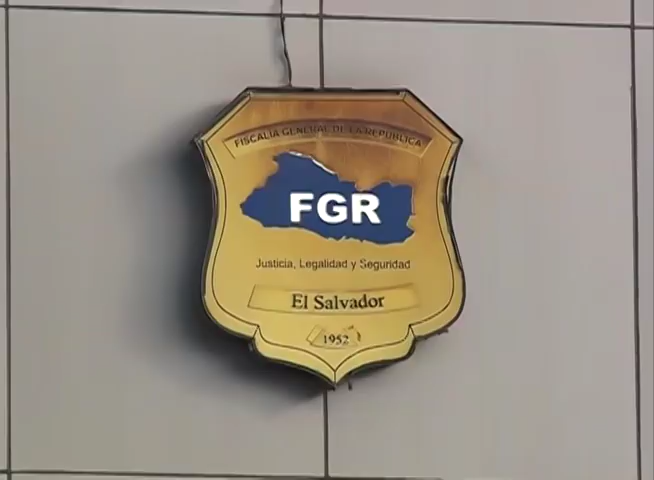 FISCALIA GENERAL DE LA REPUBLICA
FGR
Justicia, Legalidad y Seguridad
El Salvador
1952